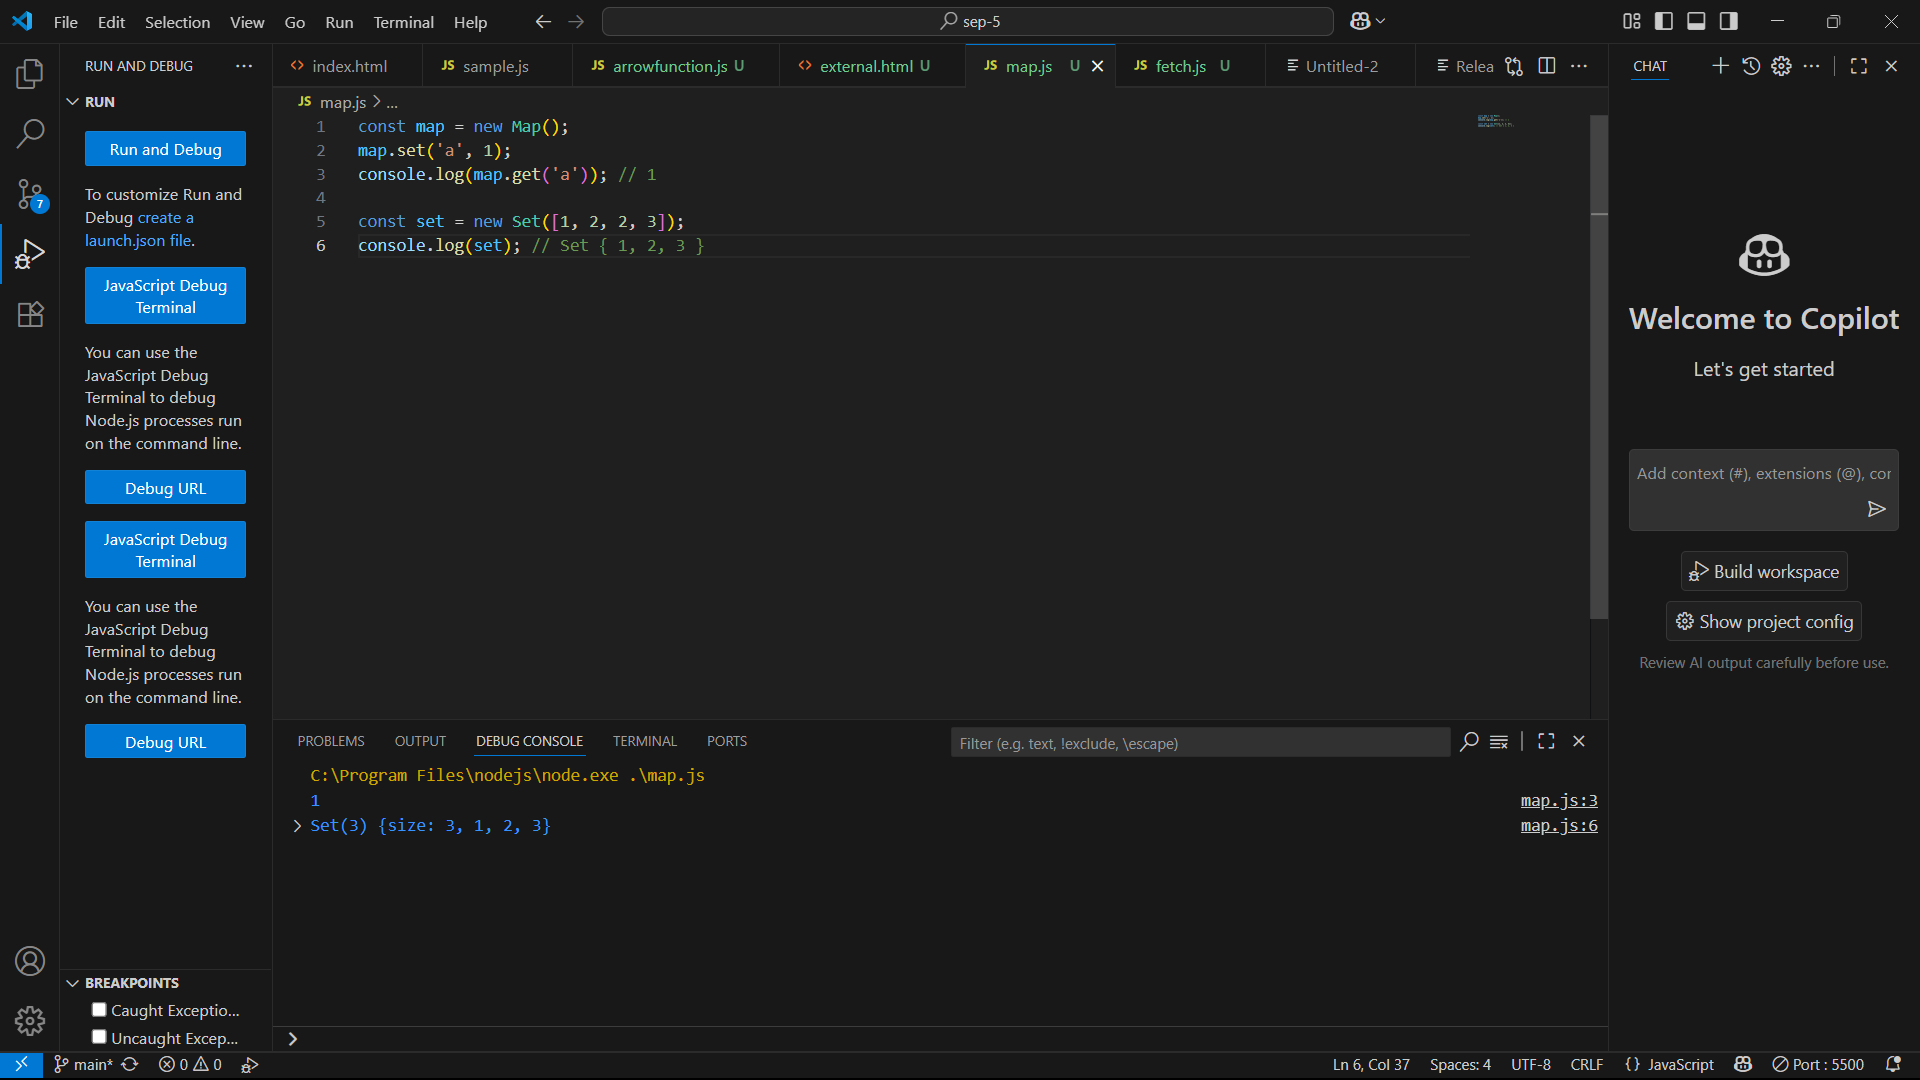 File Edit Selection View Go Run Terminal Help
sep-5
RUN AND DEBUG
RUN
Run and Debug
To customize Run and
Debug create a
launch.json file.
JavaScript Debug
Terminal
You can use the
JavaScript Debug
Terminal to debug
Node.js processes run
on the command line.
Debug URL
JavaScript Debug
Terminal
You can use the
JavaScript Debug
Terminal to debug
Node.js processes run
on the command line.
Debug URL
BREAKPOINTS
Caught Exceptio...
Uncaught Excep...
index.html JS sample.js JS arrowfunction.js U external.html U JS map.js U JS fetch.js U Untitled-2 Relea
JS map.js > ...
1 const map = new Map();
2 map.set('a', 1);
3 console.log(map.get('a')); // 1
4
5 const set = new Set([1, 2, 2, 3]);
6 console.log(set); // Set { 1, 2, 3 }
PROBLEMS OUTPUT DEBUG CONSOLE TERMINAL PORTS
Filter (e.g. text, !exclude, \escape)
C:\Program Files\nodejs\node.exe .\map.js
1 map.js:3
> Set(3) {size: 3, 1, 2, 3} map.js:6
>
CHAT
Welcome to Copilot
Let's get started
Add context (#), extensions (@), cor
Build workspace
Show project config
Review AI output carefully before use.
7
main* 0 0 Ln 6, Col 37 Spaces: 4 UTF-8 CRLF {} JavaScript Port : 5500